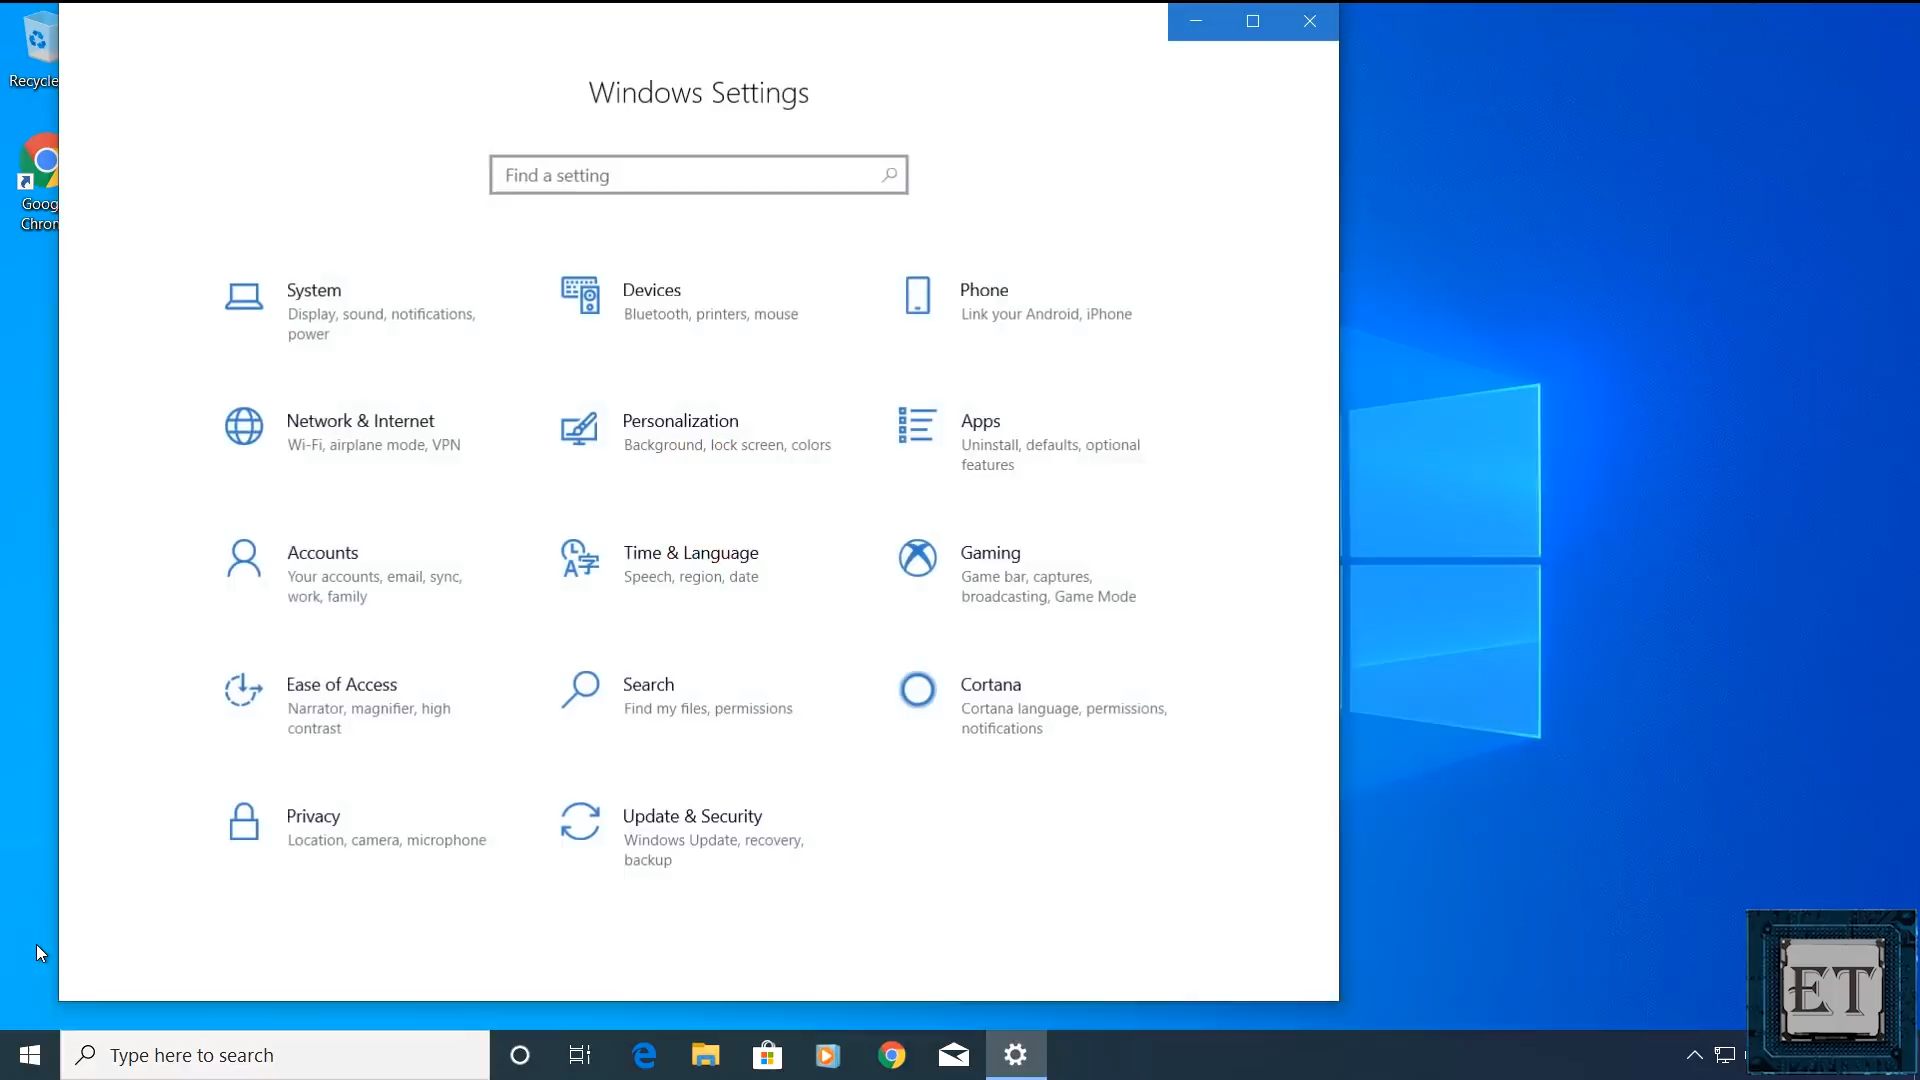 Recycle
Goog
Chron
Windows Settings
Find a setting
System
Display, sound, notifications,
power
Devices
Bluetooth, printers, mouse
Phone
Link your Android, iPhone
Network & Internet
Wi-Fi, airplane mode, VPN
Personalization
Background, lock screen, colors
Apps
Uninstall, defaults, optional
features
Accounts
Your accounts, email, sync,
work, family
Time & Language
Speech, region, date
Gaming
Game bar, captures,
broadcasting, Game Mode
Ease of Access
Narrator, magnifier, high
contrast
Search
Find my files, permissions
Cortana
Cortana language, permissions,
notifications
Privacy
Location, camera, microphone
Update & Security
Windows Update, recovery,
backup
ET
Type here to search